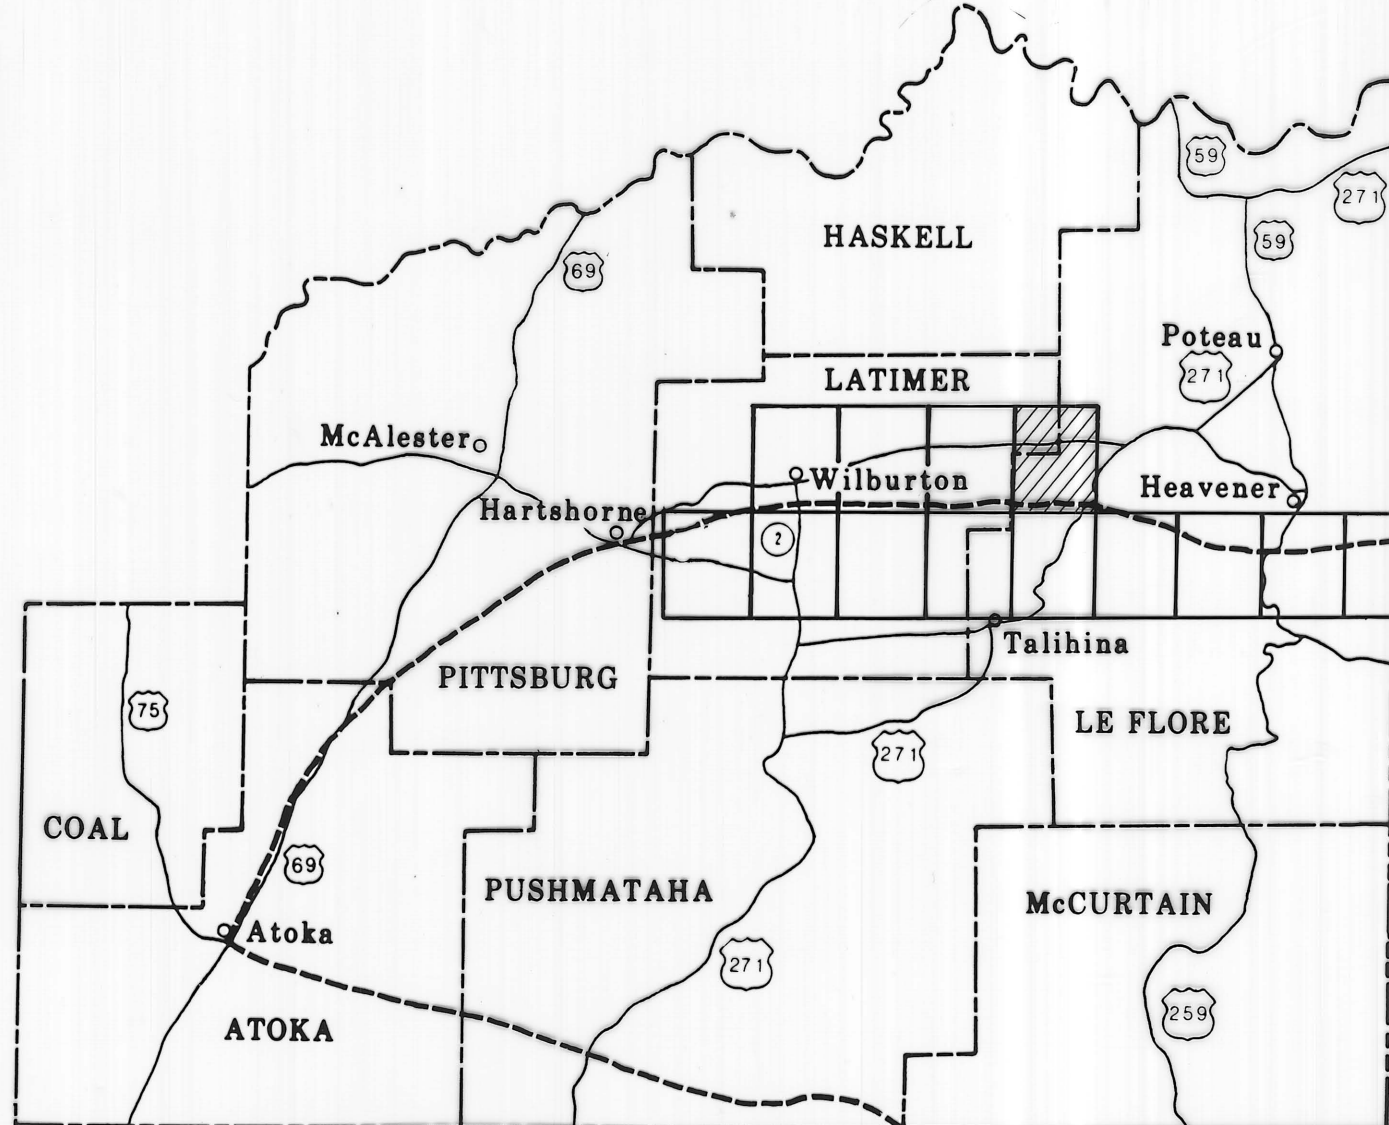 59
271
HASKELL
59
69
Poteau
271
LATIMER
McAlester
Wilburton
Heavener
Hartshorne
2
Talihina
PITTSBURG
75
LE FLORE
271
COAL
69
PUSHMATAHA
McCURTAIN
Atoka
271
259
ATOKA